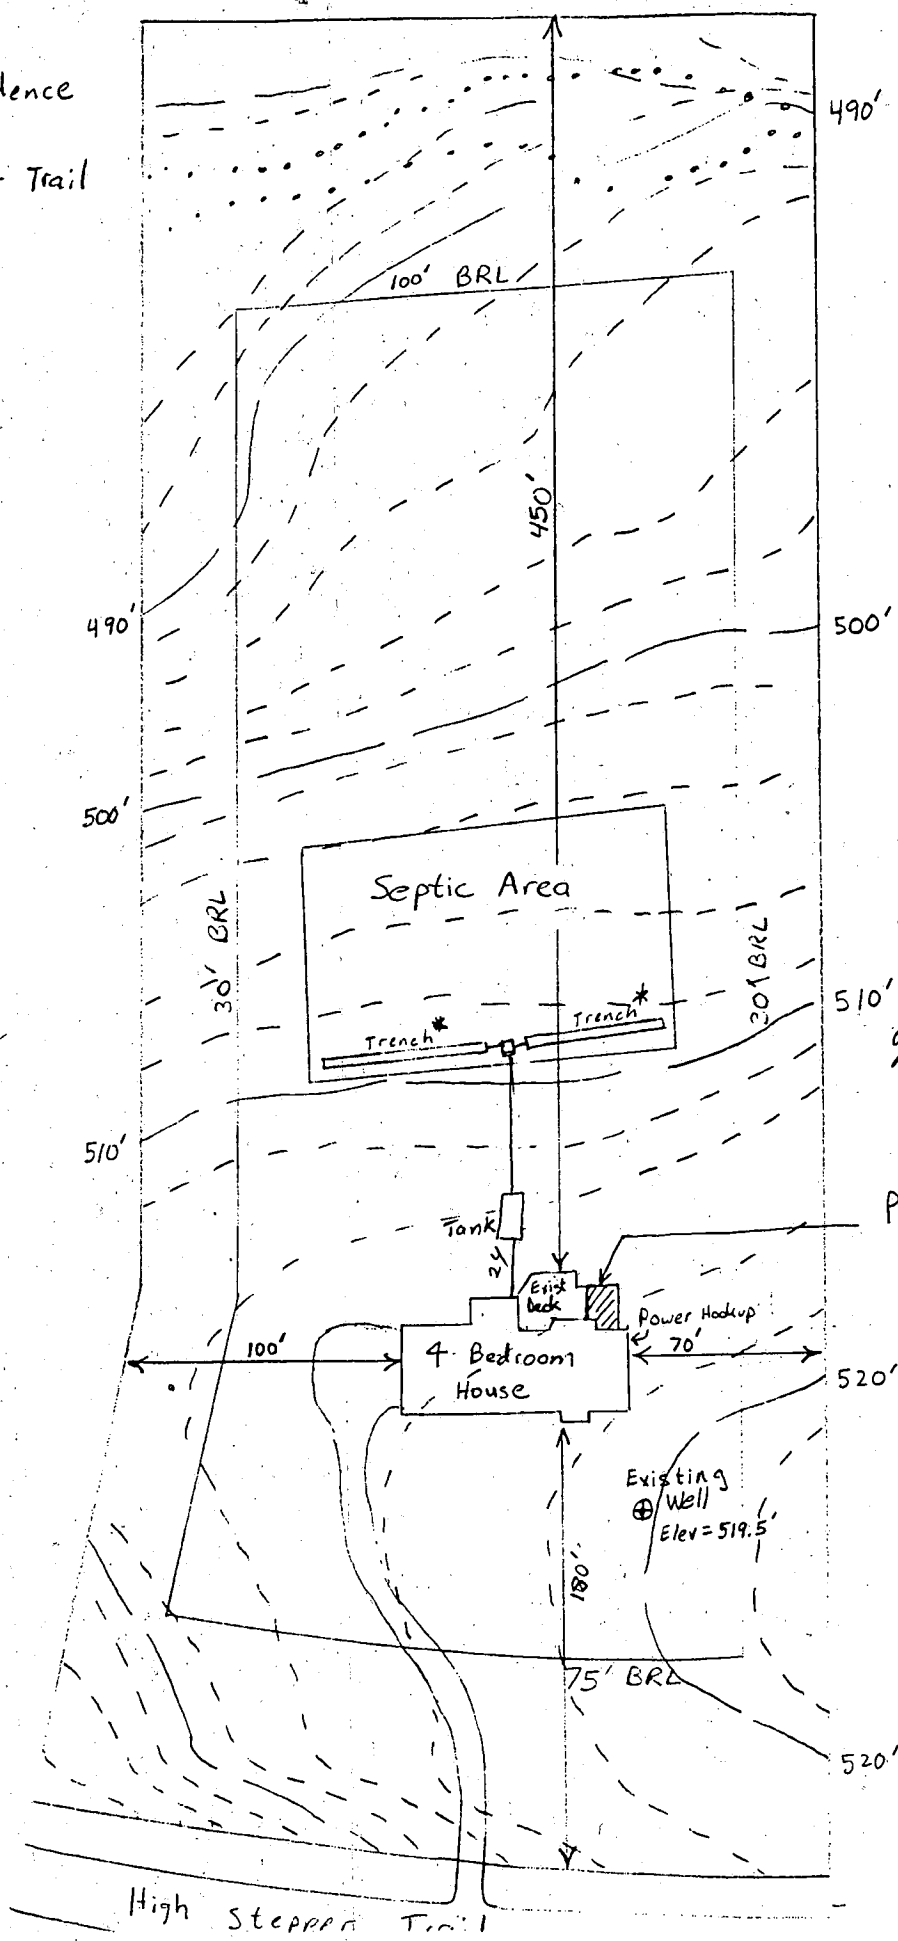 dence
Trail
490'
100' BRL
450'
490'
500'
500'
Septic Area
30' BRL
BRL
510'
Trench*
Trench*
510'
P
Tank
24
Exist
Deck
Power Hookup
100'
4 Bedroom
House
70'
520'
Existing
Well
Elev = 519.5'
180'
75' BRL
520'
High Stepper Trail